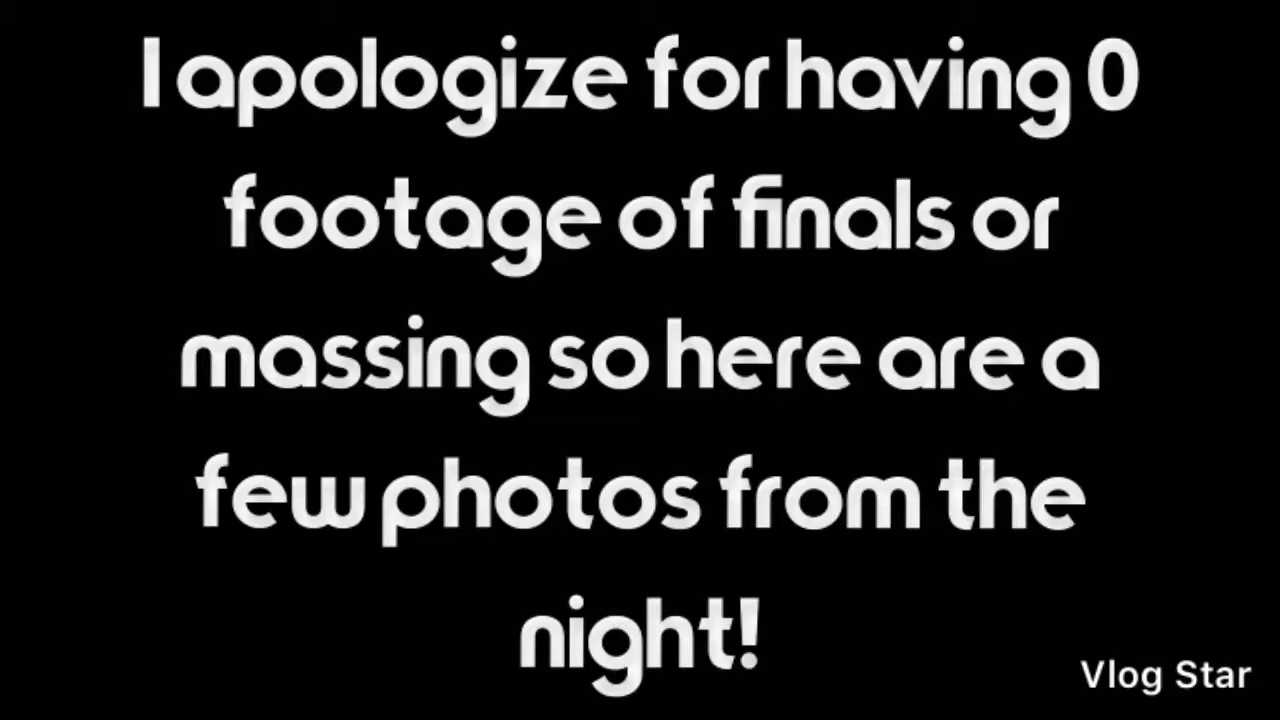 I apologize for having 0
footage of finals or
massing so here are a
few photos from the
night!
Vlog Star